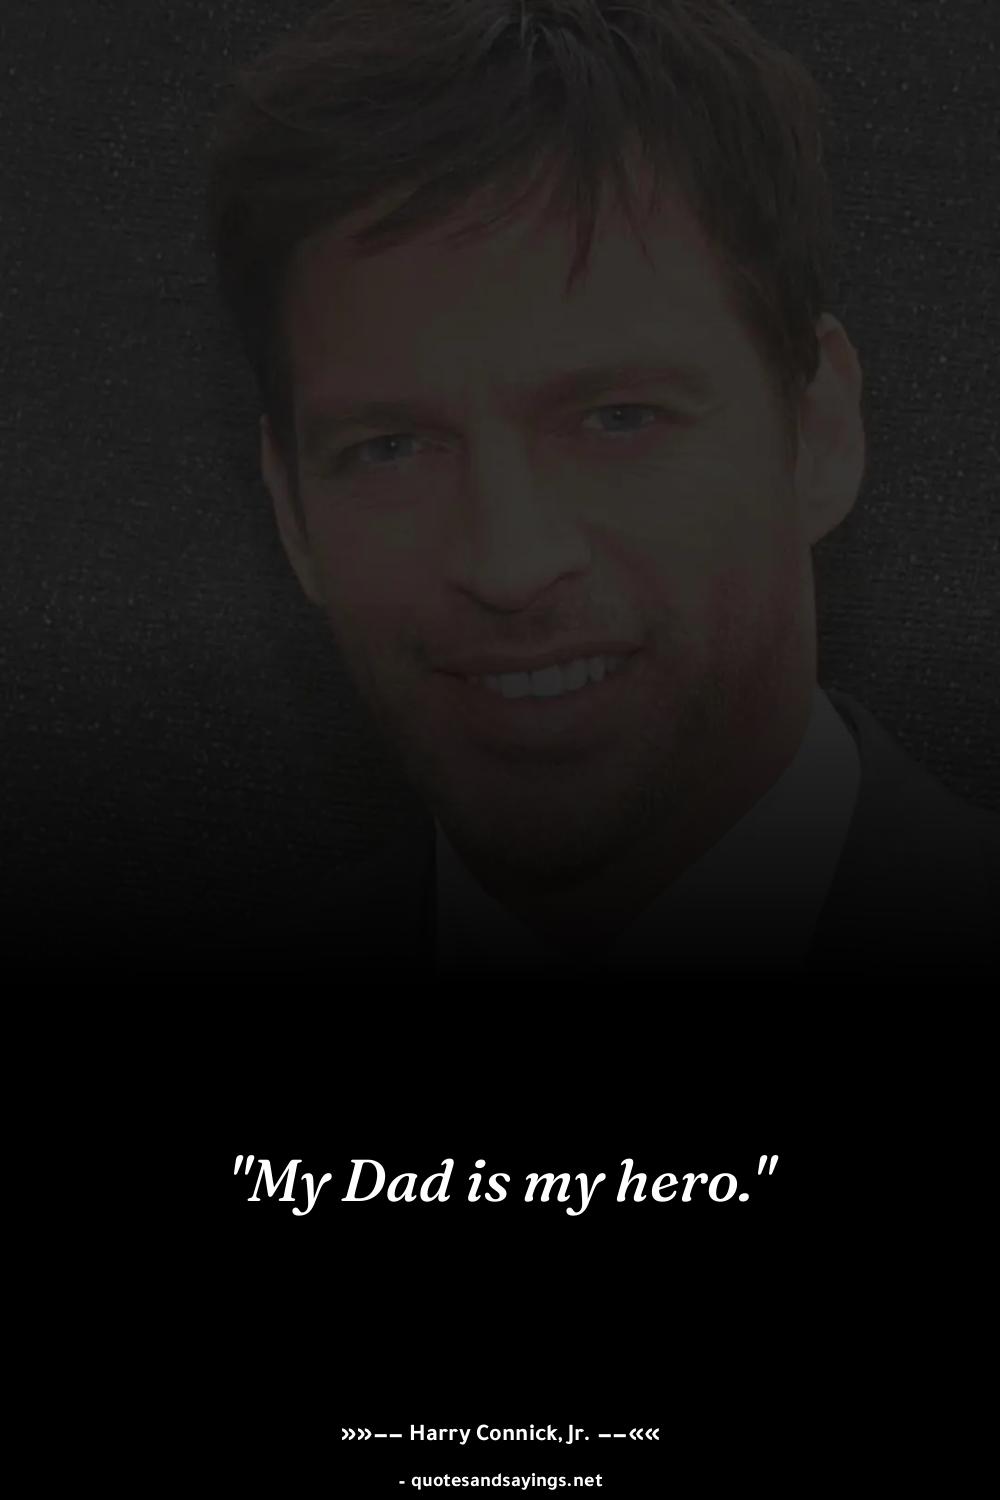 "My Dad is my hero."
»»–– Harry Connick, Jr. ––««
- quotesandsayings.net